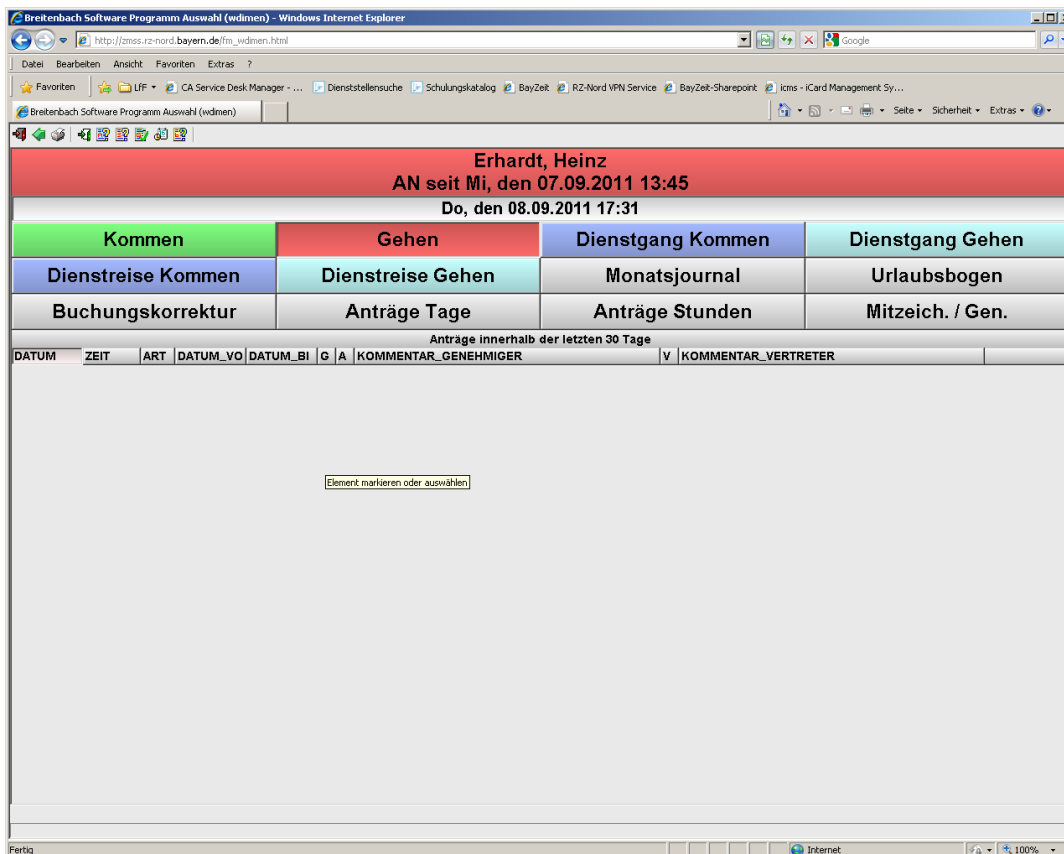 Breitenbach Software Programm Auswahl (wdimen) - Windows Internet Explorer
http://zmss.rz-nord.bayern.de/fm_wdimen.html Google
Datei Bearbeiten Ansicht Favoriten Extras ?
Favoriten LfF CA Service Desk Manager - ... Dienststellensuche Schulungskatalog BayZeit RZ-Nord VPN Service BayZeit-Sharepoint icms - iCard Management Sy...
Breitenbach Software Programm Auswahl (wdimen) Seite Sicherheit Extras
Erhardt, Heinz
AN seit Mi, den 07.09.2011 13:45
Do, den 08.09.2011 17:31
Kommen Gehen Dienstgang Kommen Dienstgang Gehen
Dienstreise Kommen Dienstreise Gehen Monatsjournal Urlaubsbogen
Buchungskorrektur Anträge Tage Anträge Stunden Mitzeich. / Gen.
Anträge innerhalb der letzten 30 Tage
DATUM ZEIT ART DATUM_VO DATUM_BI G A KOMMENTAR_GENEHMIGER V KOMMENTAR_VERTRETER
Element markieren oder auswählen
Fertig Internet 100%